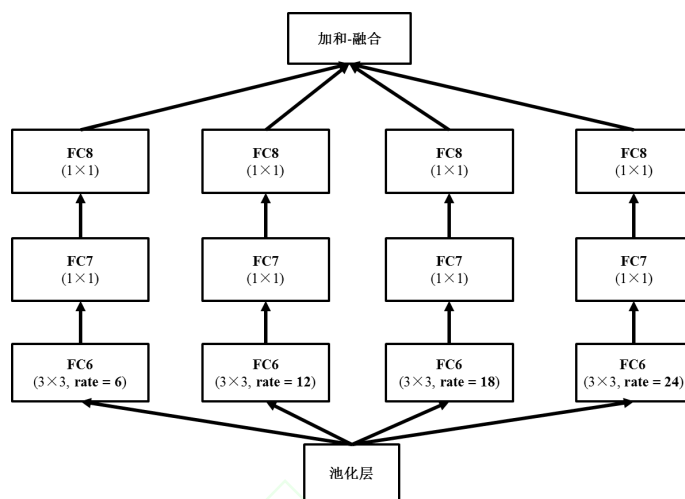 加和-融合
FC8
(1×1)
FC8
(1×1)
FC8
(1×1)
FC8
(1×1)
FC7
(1×1)
FC7
(1×1)
FC7
(1×1)
FC7
(1×1)
FC6
(3×3, rate = 6)
FC6
(3×3, rate = 12)
FC6
(3×3, rate = 18)
FC6
(3×3, rate = 24)
池化层